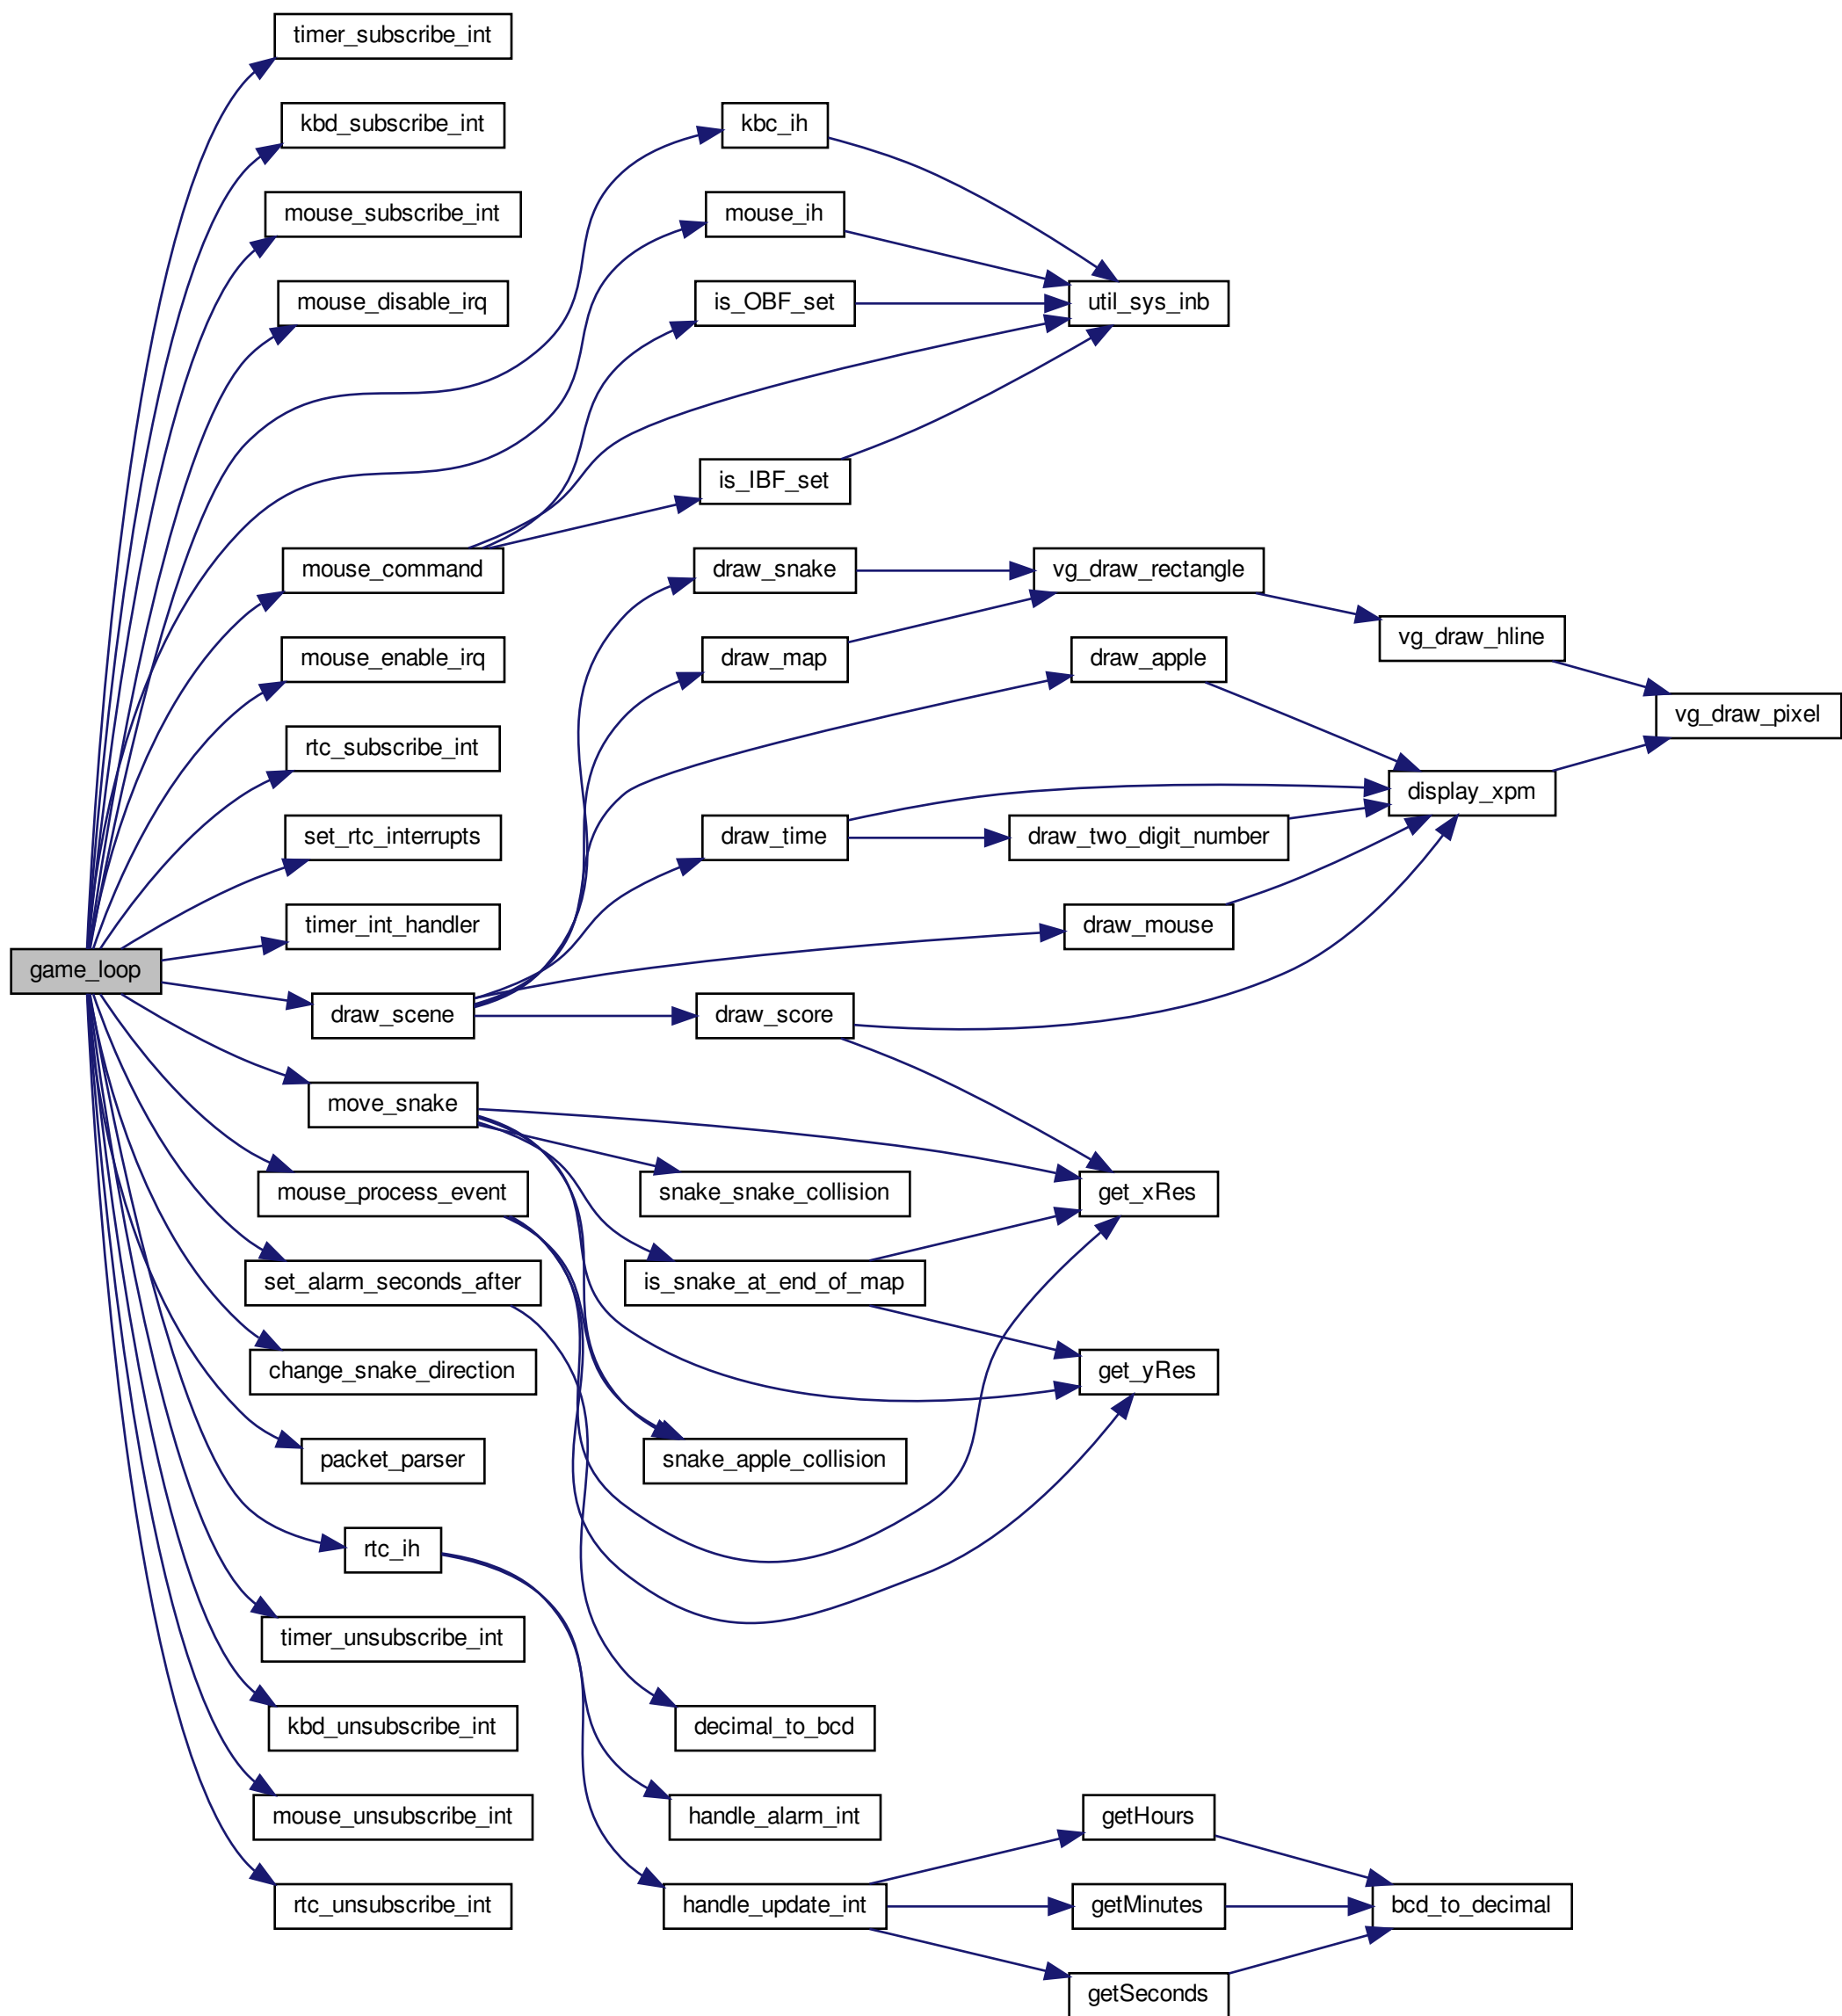 timer_subscribe_int
kbd_subscribe_int
kbc_ih
mouse_subscribe_int
mouse_ih
mouse_disable_irq
is_OBF_set
util_sys_inb
is_IBF_set
mouse_command
draw_snake
vg_draw_rectangle
vg_draw_hline
mouse_enable_irq
draw_map
draw_apple
vg_draw_pixel
rtc_subscribe_int
display_xpm
set_rtc_interrupts
draw_time
draw_two_digit_number
timer_int_handler
draw_mouse
game_loop
draw_scene
draw_score
move_snake
mouse_process_event
snake_snake_collision
get_xRes
set_alarm_seconds_after
is_snake_at_end_of_map
change_snake_direction
get_yRes
packet_parser
snake_apple_collision
rtc_ih
timer_unsubscribe_int
kbd_unsubscribe_int
decimal_to_bcd
mouse_unsubscribe_int
handle_alarm_int
getHours
rtc_unsubscribe_int
handle_update_int
getMinutes
bcd_to_decimal
getSeconds